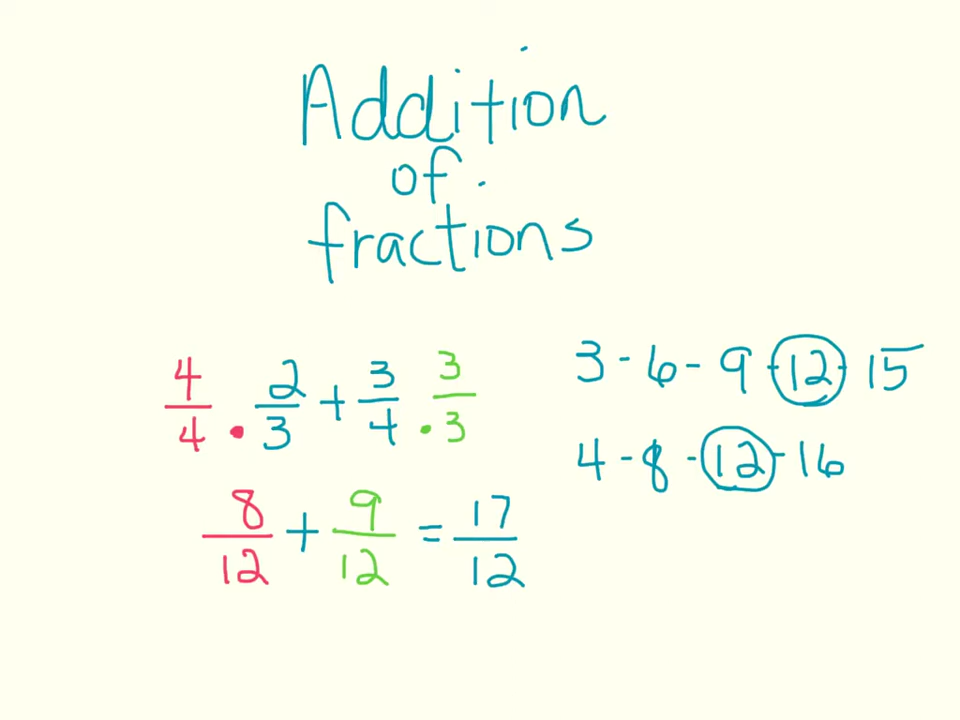 Addition
of
fractions
4/4 · 2/3 + 3/4 · 3/3
8/12 + 9/12 = 17/12
3 - 6 - 9 - 12 - 15
4 - 8 - 12 - 16